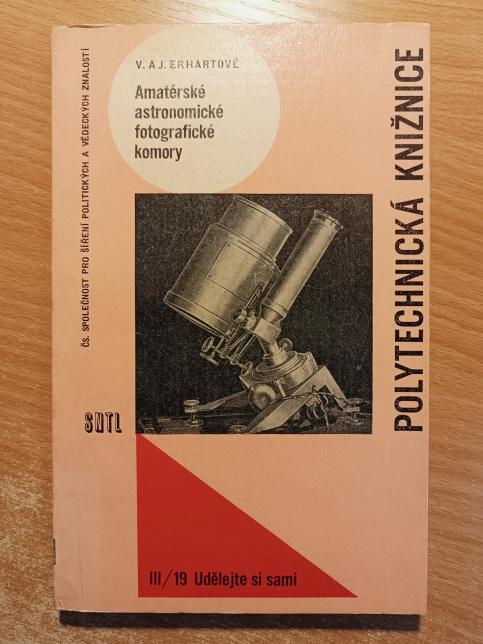 V. A J. ERHARTOVÉ
Amatérské
astronomické
fotografické
komory
ČS. SPOLEČNOST PRO ŠÍŘENÍ POLITICKÝCH A VĚDECKÝCH ZNALOSTÍ
POLYTECHNICKÁ KNIŽNICE
SNTL
III/19 Udělejte si sami